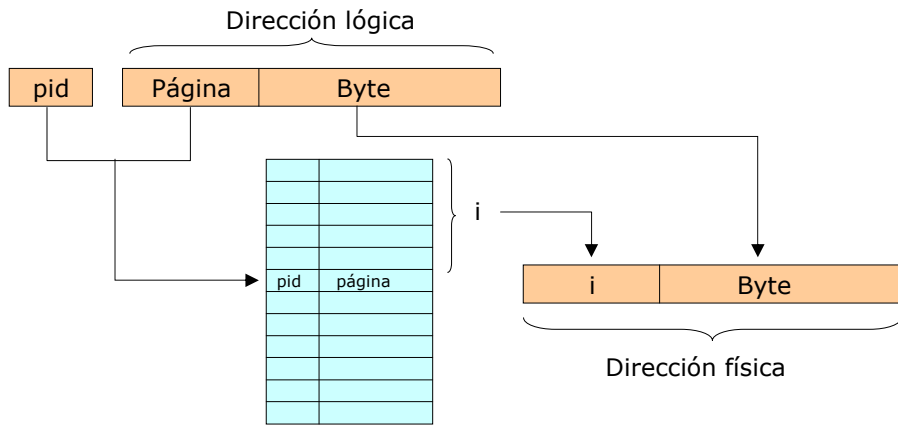 Dirección lógica
pid Página Byte
i
pid página
i Byte
Dirección física